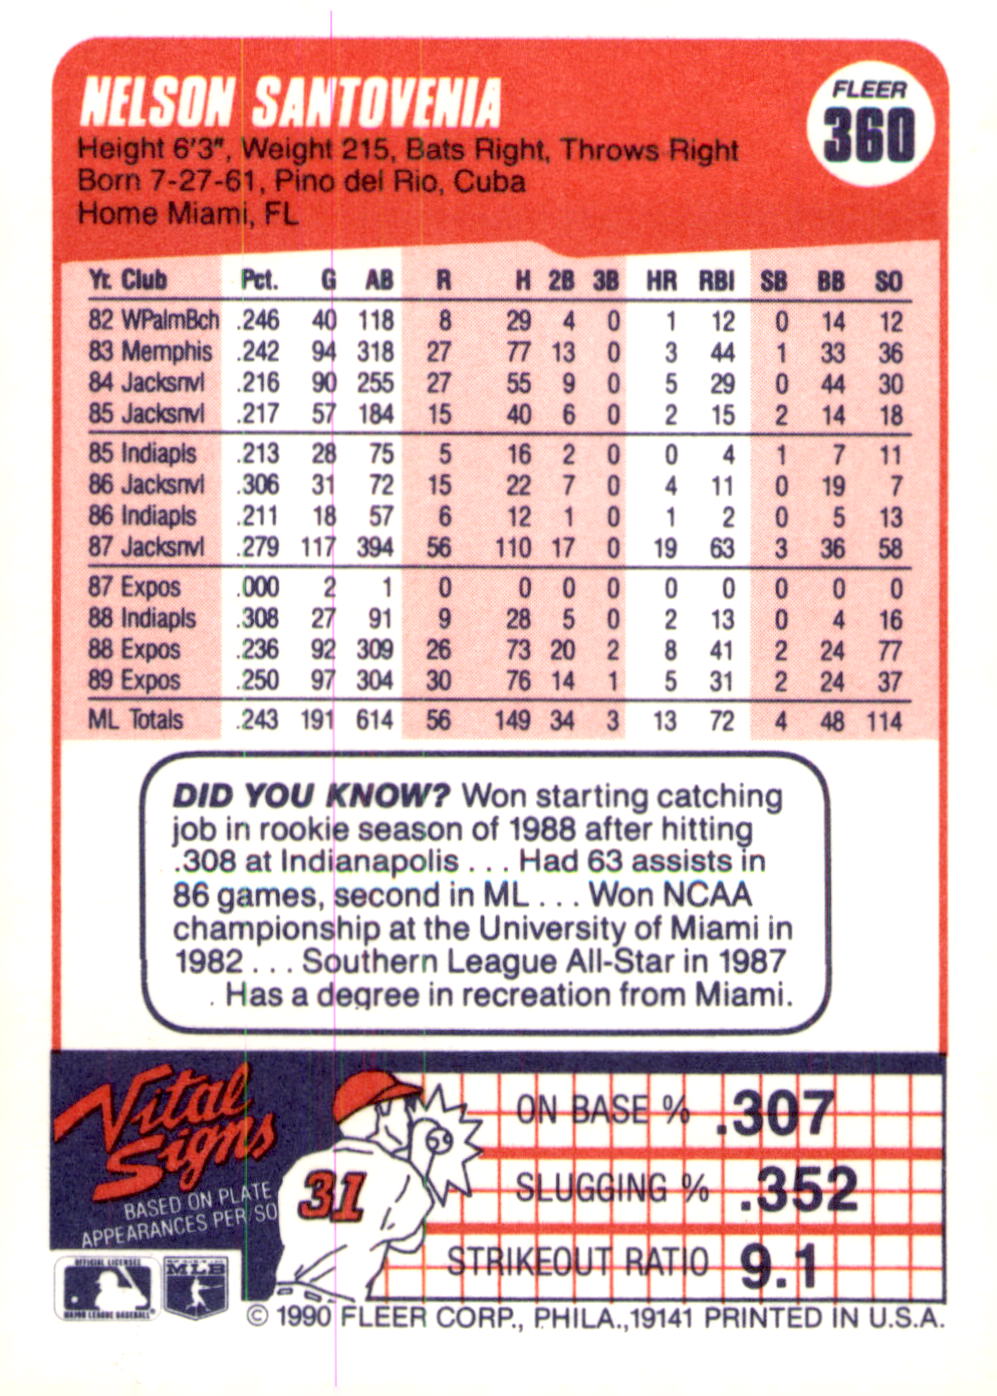 NELSON SANTOVENIA
FLEER
360
Height 6'3", Weight 215, Bats Right, Throws Right
Born 7-27-61, Pino del Rio, Cuba
Home Miami, FL
Yr. Club Pct. G AB R H 2B 3B HR RBI SB BB SO
82 WPalmBch .246 40 118 8 29 4 0 1 12 0 14 12
83 Memphis .242 94 318 27 77 13 0 3 44 1 33 36
84 Jacksnvl .216 90 255 27 55 9 0 5 29 0 44 30
85 Jacksnvl .217 57 184 15 40 6 0 2 15 2 14 18
85 Indiapls .213 28 75 5 16 2 0 0 4 1 7 11
86 Jacksnvl .306 31 72 15 22 7 0 4 11 0 19 7
86 Indiapls .211 18 57 6 12 1 0 1 2 0 5 13
87 Jacksnvl .279 117 394 56 110 17 0 19 63 3 36 58
87 Expos .000 2 1 0 0 0 0 0 0 0 0 0
88 Indiapls .308 27 91 9 28 5 0 2 13 0 4 16
88 Expos .236 92 309 26 73 20 2 8 41 2 24 77
89 Expos .250 97 304 30 76 14 1 5 31 2 24 37
ML Totals .243 191 614 56 149 34 3 13 72 4 48 114
DID YOU KNOW? Won starting catching
job in rookie season of 1988 after hitting
.308 at Indianapolis . . . Had 63 assists in
86 games, second in ML . . . Won NCAA
championship at the University of Miami in
1982 . . . Southern League All-Star in 1987
. Has a degree in recreation from Miami.
Vital
Signs
BASED ON PLATE
APPEARANCES PER/SO
31
ON BASE % .307
SLUGGING % .352
STRIKEOUT RATIO 9.1
OFFICIAL LICENSEE
MAJOR LEAGUE BASEBALL®
MLB
© 1990 FLEER CORP., PHILA., 19141 PRINTED IN U.S.A.